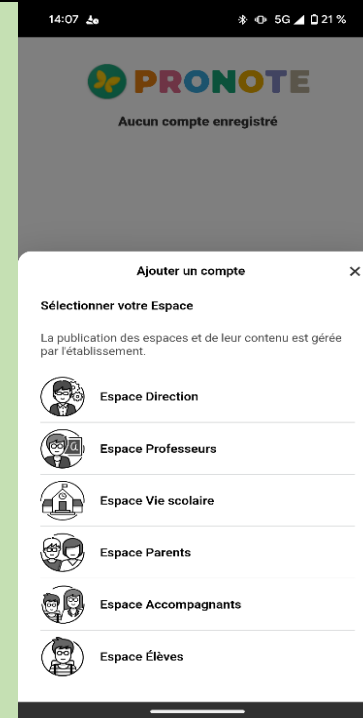 14:07 5G 21 %
PRONOTE
Aucun compte enregistré
Ajouter un compte
Sélectionner votre Espace
La publication des espaces et de leur contenu est gérée
par l'établissement.
Espace Direction
Espace Professeurs
Espace Vie scolaire
Espace Parents
Espace Accompagnants
Espace Élèves